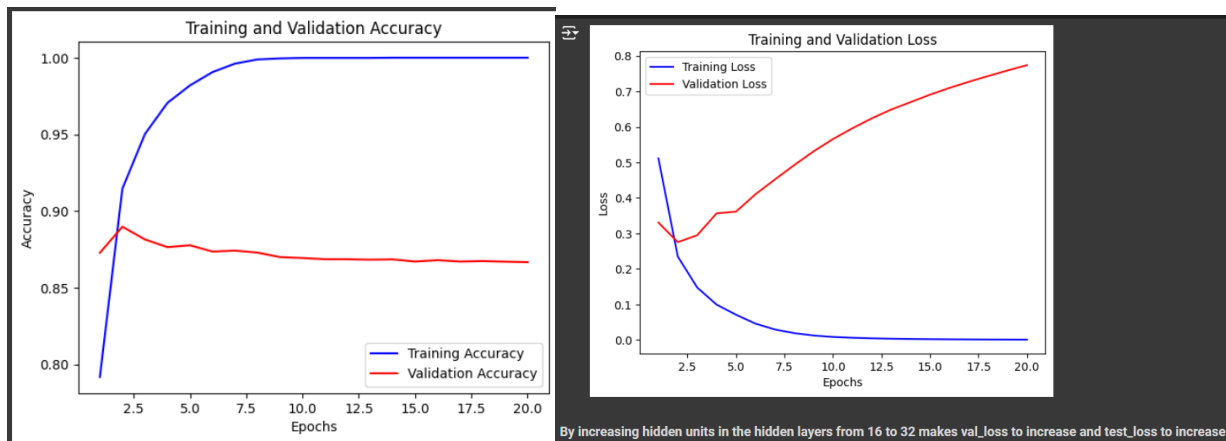 Training and Validation Accuracy
1.00
0.95
0.90
0.85
0.80
Accuracy
Training Accuracy
Validation Accuracy
2.5 5.0 7.5 10.0 12.5 15.0 17.5 20.0
Epochs
Training and Validation Loss
0.8
0.7
0.6
0.5
0.4
0.3
0.2
0.1
0.0
Loss
Training Loss
Validation Loss
2.5 5.0 7.5 10.0 12.5 15.0 17.5 20.0
Epochs
By increasing hidden units in the hidden layers from 16 to 32 makes val_loss to increase and test_loss to increase